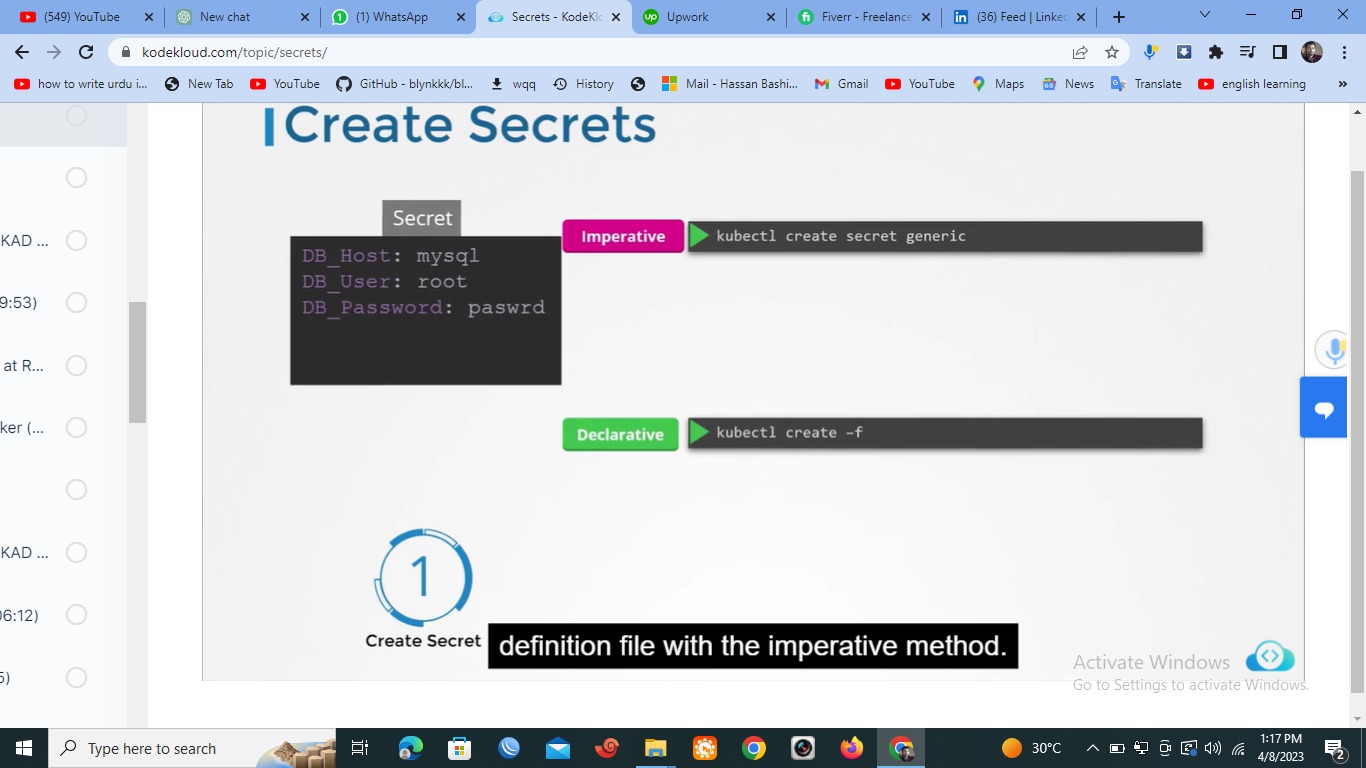 (549) YouTube
New chat
(1) WhatsApp
Secrets - KodeKlo
Upwork
Fiverr - Freelance
(36) Feed | Linked
kodekloud.com/topic/secrets/
how to write urdu i...
New Tab
YouTube
GitHub - blynkkk/bl...
wqq
History
Mail - Hassan Bashi...
Gmail
YouTube
Maps
News
Translate
english learning
»
Create Secrets
Secret
DB_Host: mysql
DB_User: root
DB_Password: paswrd
Imperative
kubectl create secret generic
Declarative
kubectl create –f
KAD ...
9:53)
at R...
ker (...
KAD ...
06:12)
5)
1
Create Secret
definition file with the imperative method.
Activate Windows
Go to Settings to activate Windows.
Type here to search
30°C
1:17 PM
4/8/2023
2